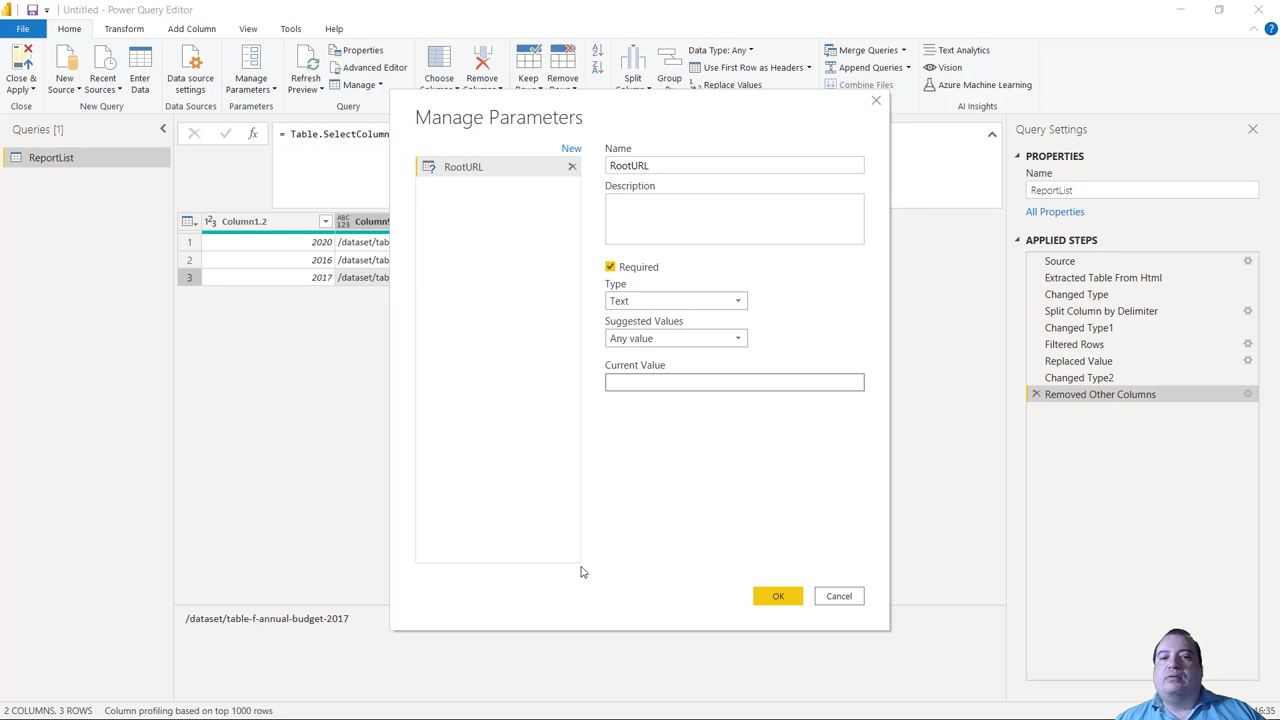 Untitled - Power Query Editor
File
Home
Transform
Add Column
View
Tools
Help
Close & Apply
New Source
Recent Sources
Enter Data
Data source settings
Manage Parameters
Refresh Preview
Properties
Advanced Editor
Manage
Choose
Remove
Keep
Remove
Split
Group
Data Type: Any
Use First Row as Headers
Replace Values
Merge Queries
Append Queries
Combine Files
Text Analytics
Vision
Azure Machine Learning
Close
New Query
Data Sources
Parameters
Query
AI Insights
Queries [1]
ReportList
= Table.SelectColumn
Column1.2
ABC 123
1 2020 /dataset/tab
2 2016 /dataset/tab
3 2017 /dataset/tab
/dataset/table-f-annual-budget-2017
Manage Parameters
New
RootURL
Name
RootURL
Description
Required
Type
Text
Suggested Values
Any value
Current Value
OK
Cancel
Query Settings
PROPERTIES
Name
ReportList
All Properties
APPLIED STEPS
Source
Extracted Table From Html
Changed Type
Split Column by Delimiter
Changed Type1
Filtered Rows
Replaced Value
Changed Type2
Removed Other Columns
2 COLUMNS, 3 ROWS
Column profiling based on top 1000 rows
16:35